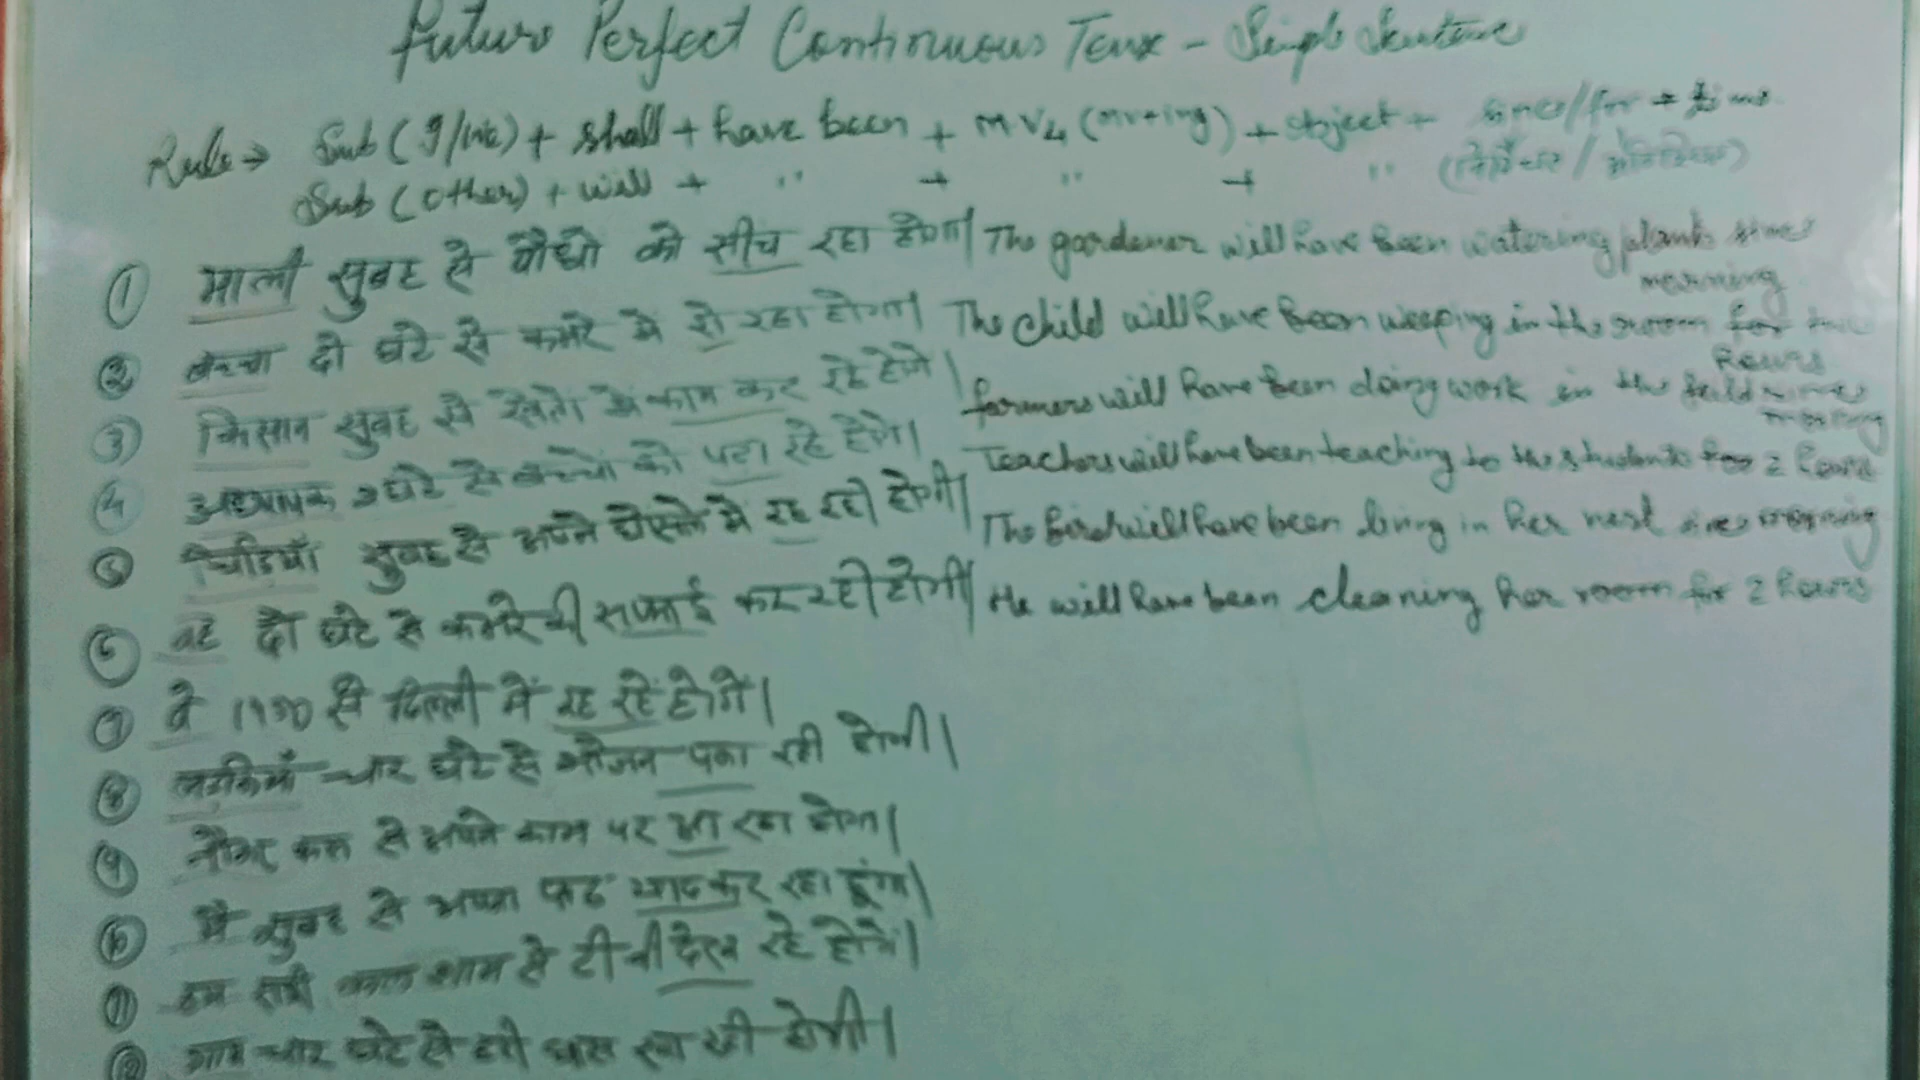 Future Perfect Continuous Tense - Simple Sentence
Rule → Sub (I/we) + shall + have been + M V4 (mv+ing) + object + since/for + time
Sub (other) + will + " + " + "
① माली सुबह से पौधो को सीच रहा होगा। The gardener will have been watering plants since morning
② बच्चा दो घंटे से कमरे मे रो रहा होगा। The child will have been weeping in the room for two hours
③ किसान सुबह से खेतो मे काम कर रहे होगे। farmers will have been doing work in the field since morning
④ अध्यापक 2 घंटे से बच्चों को पढा रहे होगे। Teachers will have been teaching to the students for 2 hours
⑤ चिडियाँ सुबह से अपने घोसले मे रह रही होगी। The bird will have been living in her nest since morning
⑥ वह दो घंटे से कमरे की सफाई कर रही होगी। He will have been cleaning her room for 2 hours
⑦ वे 1990 से दिल्ली में रह रहे होगें।
⑧ लडकियाँ चार घंटे से भोजन पका रही होगी।
⑨ नौकर कल से अपने काम पर आ रहा होगा।
⑩ मै सुबह से अपना पाठ याद कर रहा हूंगा।
⑪ हम सभी कल शाम से टी वी देख रहे होगे।
⑫ गाय चार घंटे से हरी घास खा रही होगी।